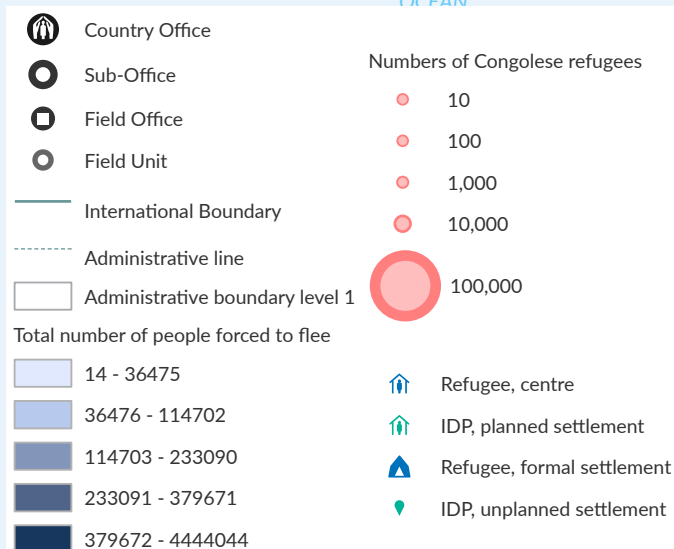 OCEAN
Country Office
Sub-Office
Field Office
Field Unit
International Boundary
Administrative line
Administrative boundary level 1
Total number of people forced to flee
14 - 36475
36476 - 114702
114703 - 233090
233091 - 379671
379672 - 4444044
Numbers of Congolese refugees
10
100
1,000
10,000
100,000
Refugee, centre
IDP, planned settlement
Refugee, formal settlement
IDP, unplanned settlement